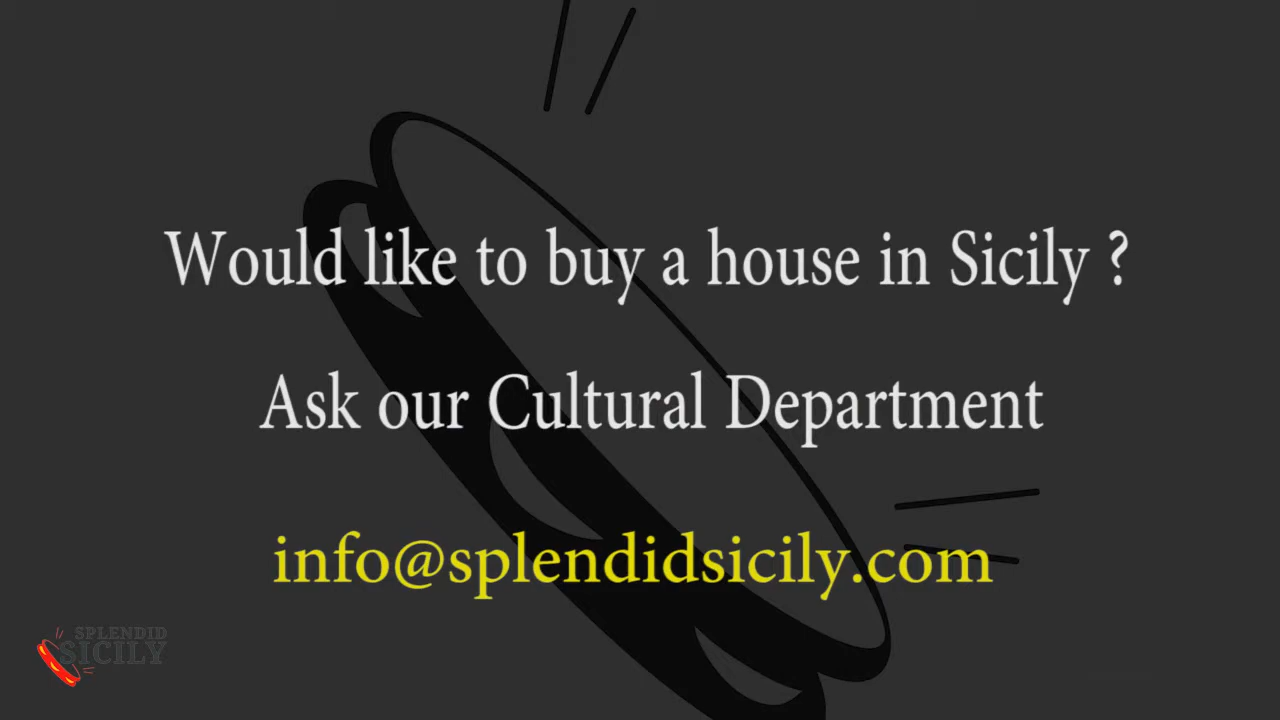 Would like to buy a house in Sicily ?
Ask our Cultural Department
info@splendidsicily.com
SPLENDID
SICILY